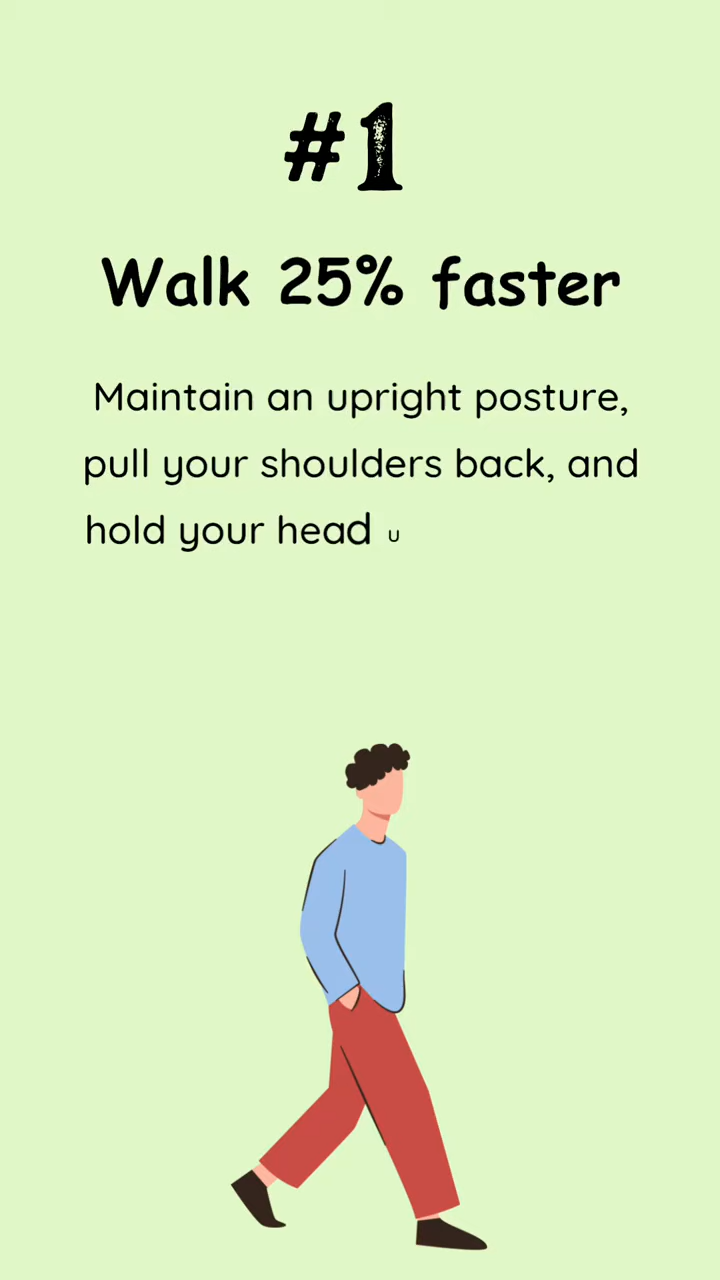 #1
Walk 25% faster
Maintain an upright posture,
pull your shoulders back, and
hold your head u